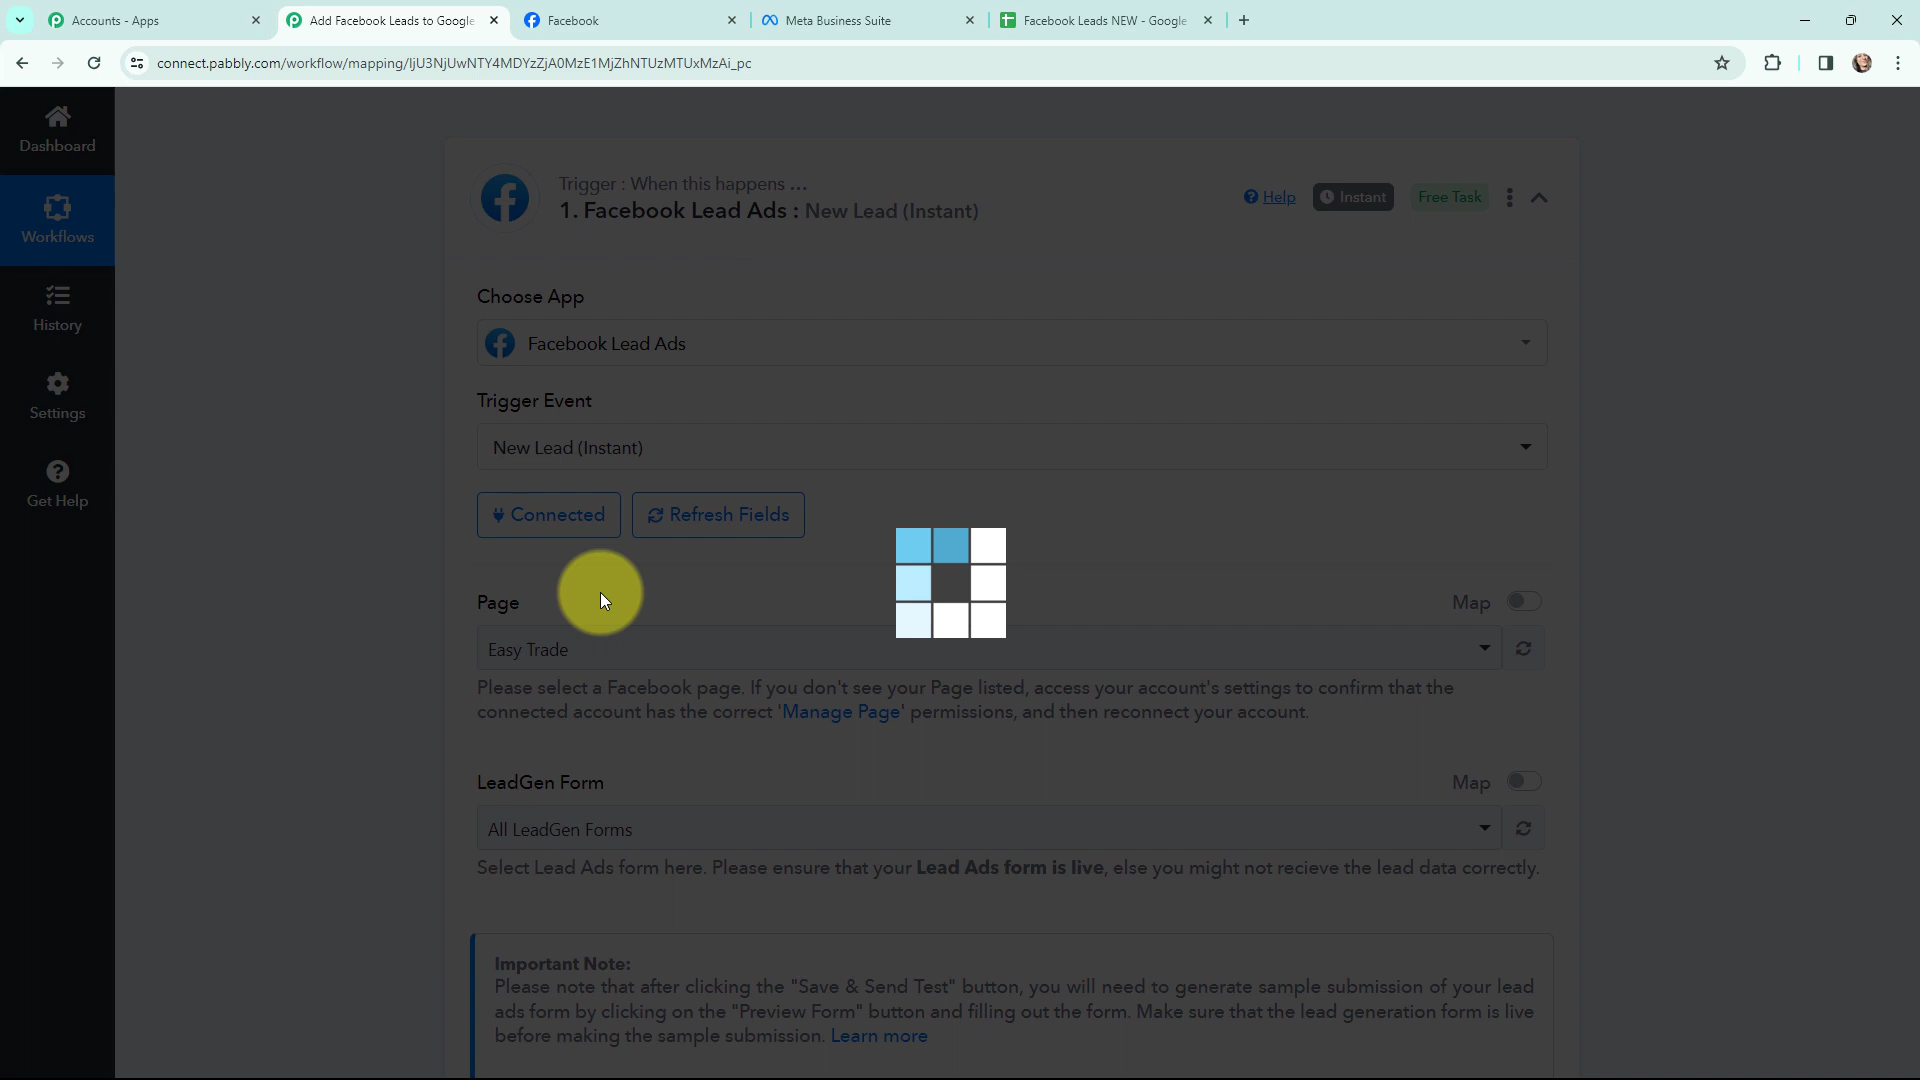 Accounts - Apps
Add Facebook Leads to Google
Facebook
Meta Business Suite
Facebook Leads NEW - Google
connect.pabbly.com/workflow/mapping/IjU3NjUwNTY4MDYzZjA0MzE1MjZhNTUzMTUxMzAi_pc
Dashboard
Workflows
History
Settings
Get Help
Trigger : When this happens ...
1. Facebook Lead Ads : New Lead (Instant)
Help
Instant
Free Task
Choose App
Facebook Lead Ads
Trigger Event
New Lead (Instant)
Connected
Refresh Fields
Page
Map
Easy Trade
Please select a Facebook page. If you don't see your Page listed, access your account's settings to confirm that the
connected account has the correct 'Manage Page' permissions, and then reconnect your account.
LeadGen Form
Map
All LeadGen Forms
Select Lead Ads form here. Please ensure that your Lead Ads form is live, else you might not recieve the lead data correctly.
Important Note:
Please note that after clicking the "Save & Send Test" button, you will need to generate sample submission of your lead
ads form by clicking on the "Preview Form" button and filling out the form. Make sure that the lead generation form is live
before making the sample submission. Learn more